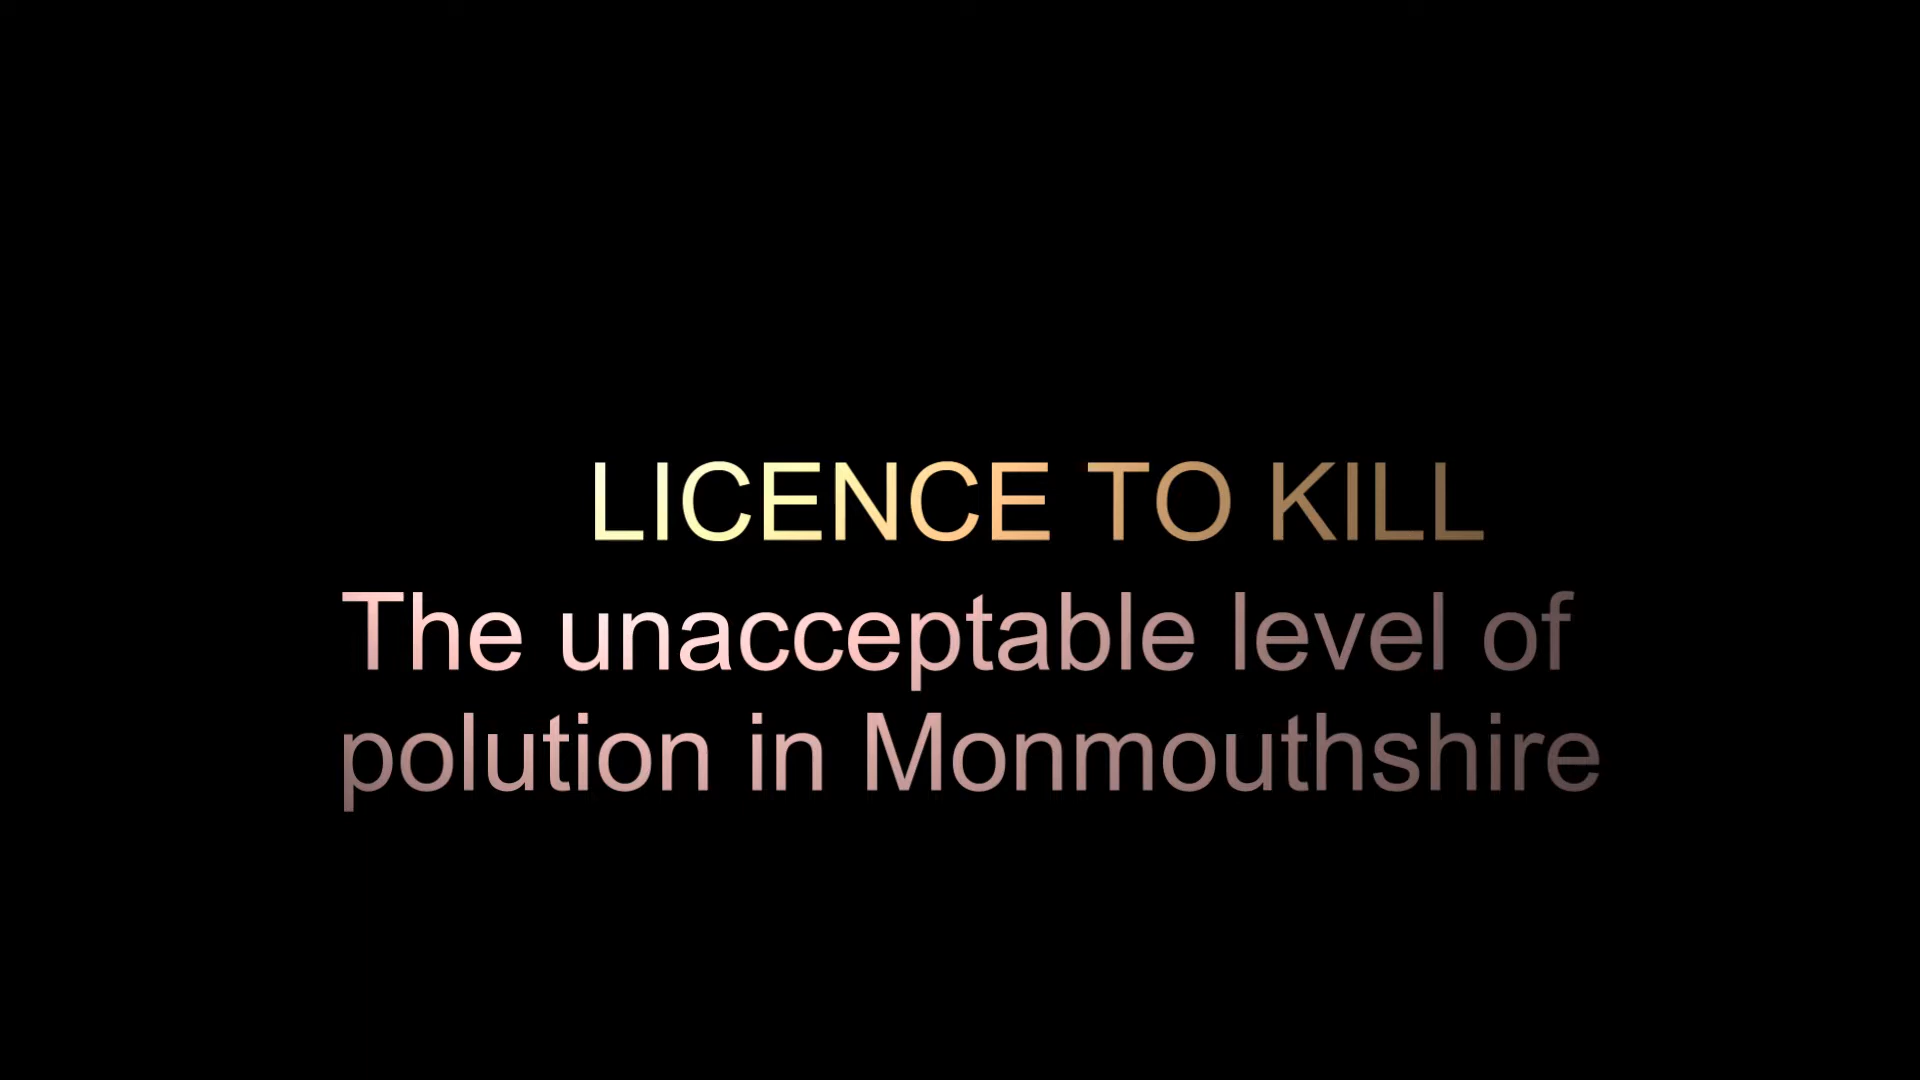 LICENCE TO KILL
The unacceptable level of
polution in Monmouthshire